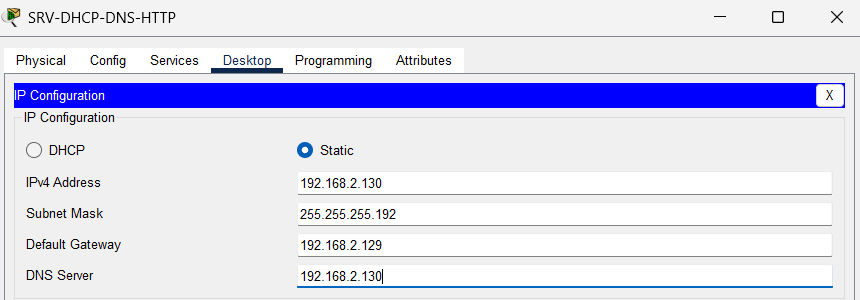 SRV-DHCP-DNS-HTTP
Physical Config Services Desktop Programming Attributes
IP Configuration X
IP Configuration
DHCP Static
IPv4 Address 192.168.2.130
Subnet Mask 255.255.255.192
Default Gateway 192.168.2.129
DNS Server 192.168.2.130